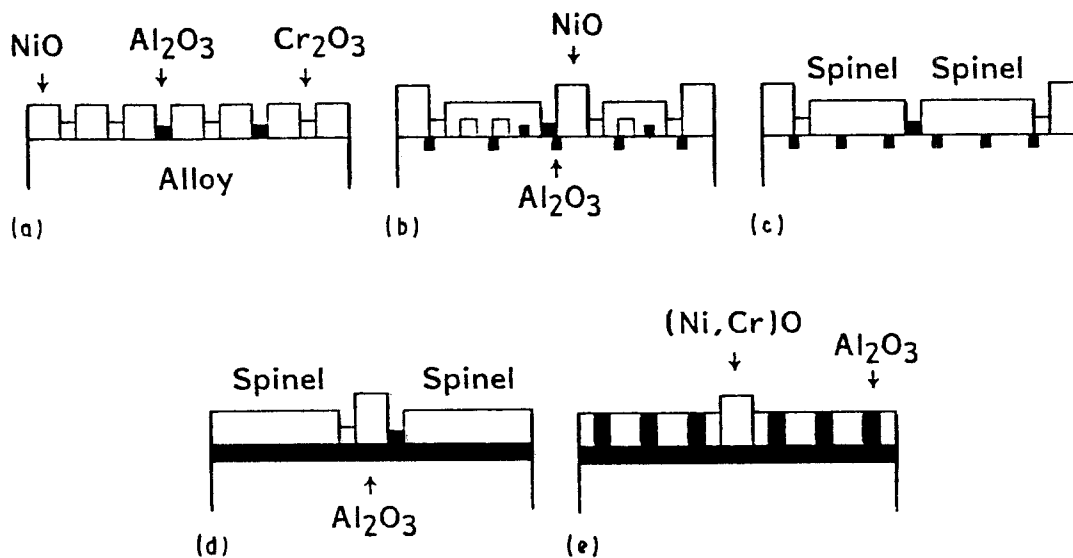 NiO Al₂O₃ Cr₂O₃
Alloy
(a)
NiO
Al₂O₃
(b)
Spinel Spinel
(c)
Spinel Spinel
Al₂O₃
(d)
(Ni,Cr)O Al₂O₃
(e)